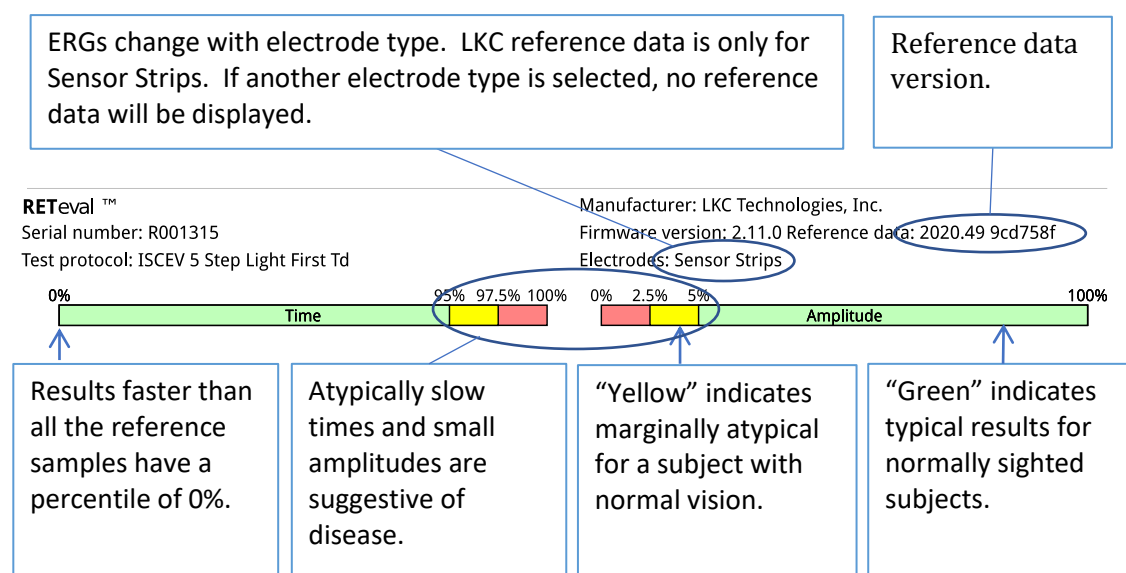 ERGs change with electrode type.  LKC reference data is only for
Sensor Strips.  If another electrode type is selected, no reference
data will be displayed.
Reference data
version.
RETeval ™
Serial number: R001315
Test protocol: ISCEV 5 Step Light First Td
Manufacturer: LKC Technologies, Inc.
Firmware version: 2.11.0 Reference data: 2020.49 9cd758f
Electrodes: Sensor Strips
0% 95% 97.5% 100%
Time
0% 2.5% 5% 100%
Amplitude
Results faster than
all the reference
samples have a
percentile of 0%.
Atypically slow
times and small
amplitudes are
suggestive of
disease.
“Yellow” indicates
marginally atypical
for a subject with
normal vision.
“Green” indicates
typical results for
normally sighted
subjects.